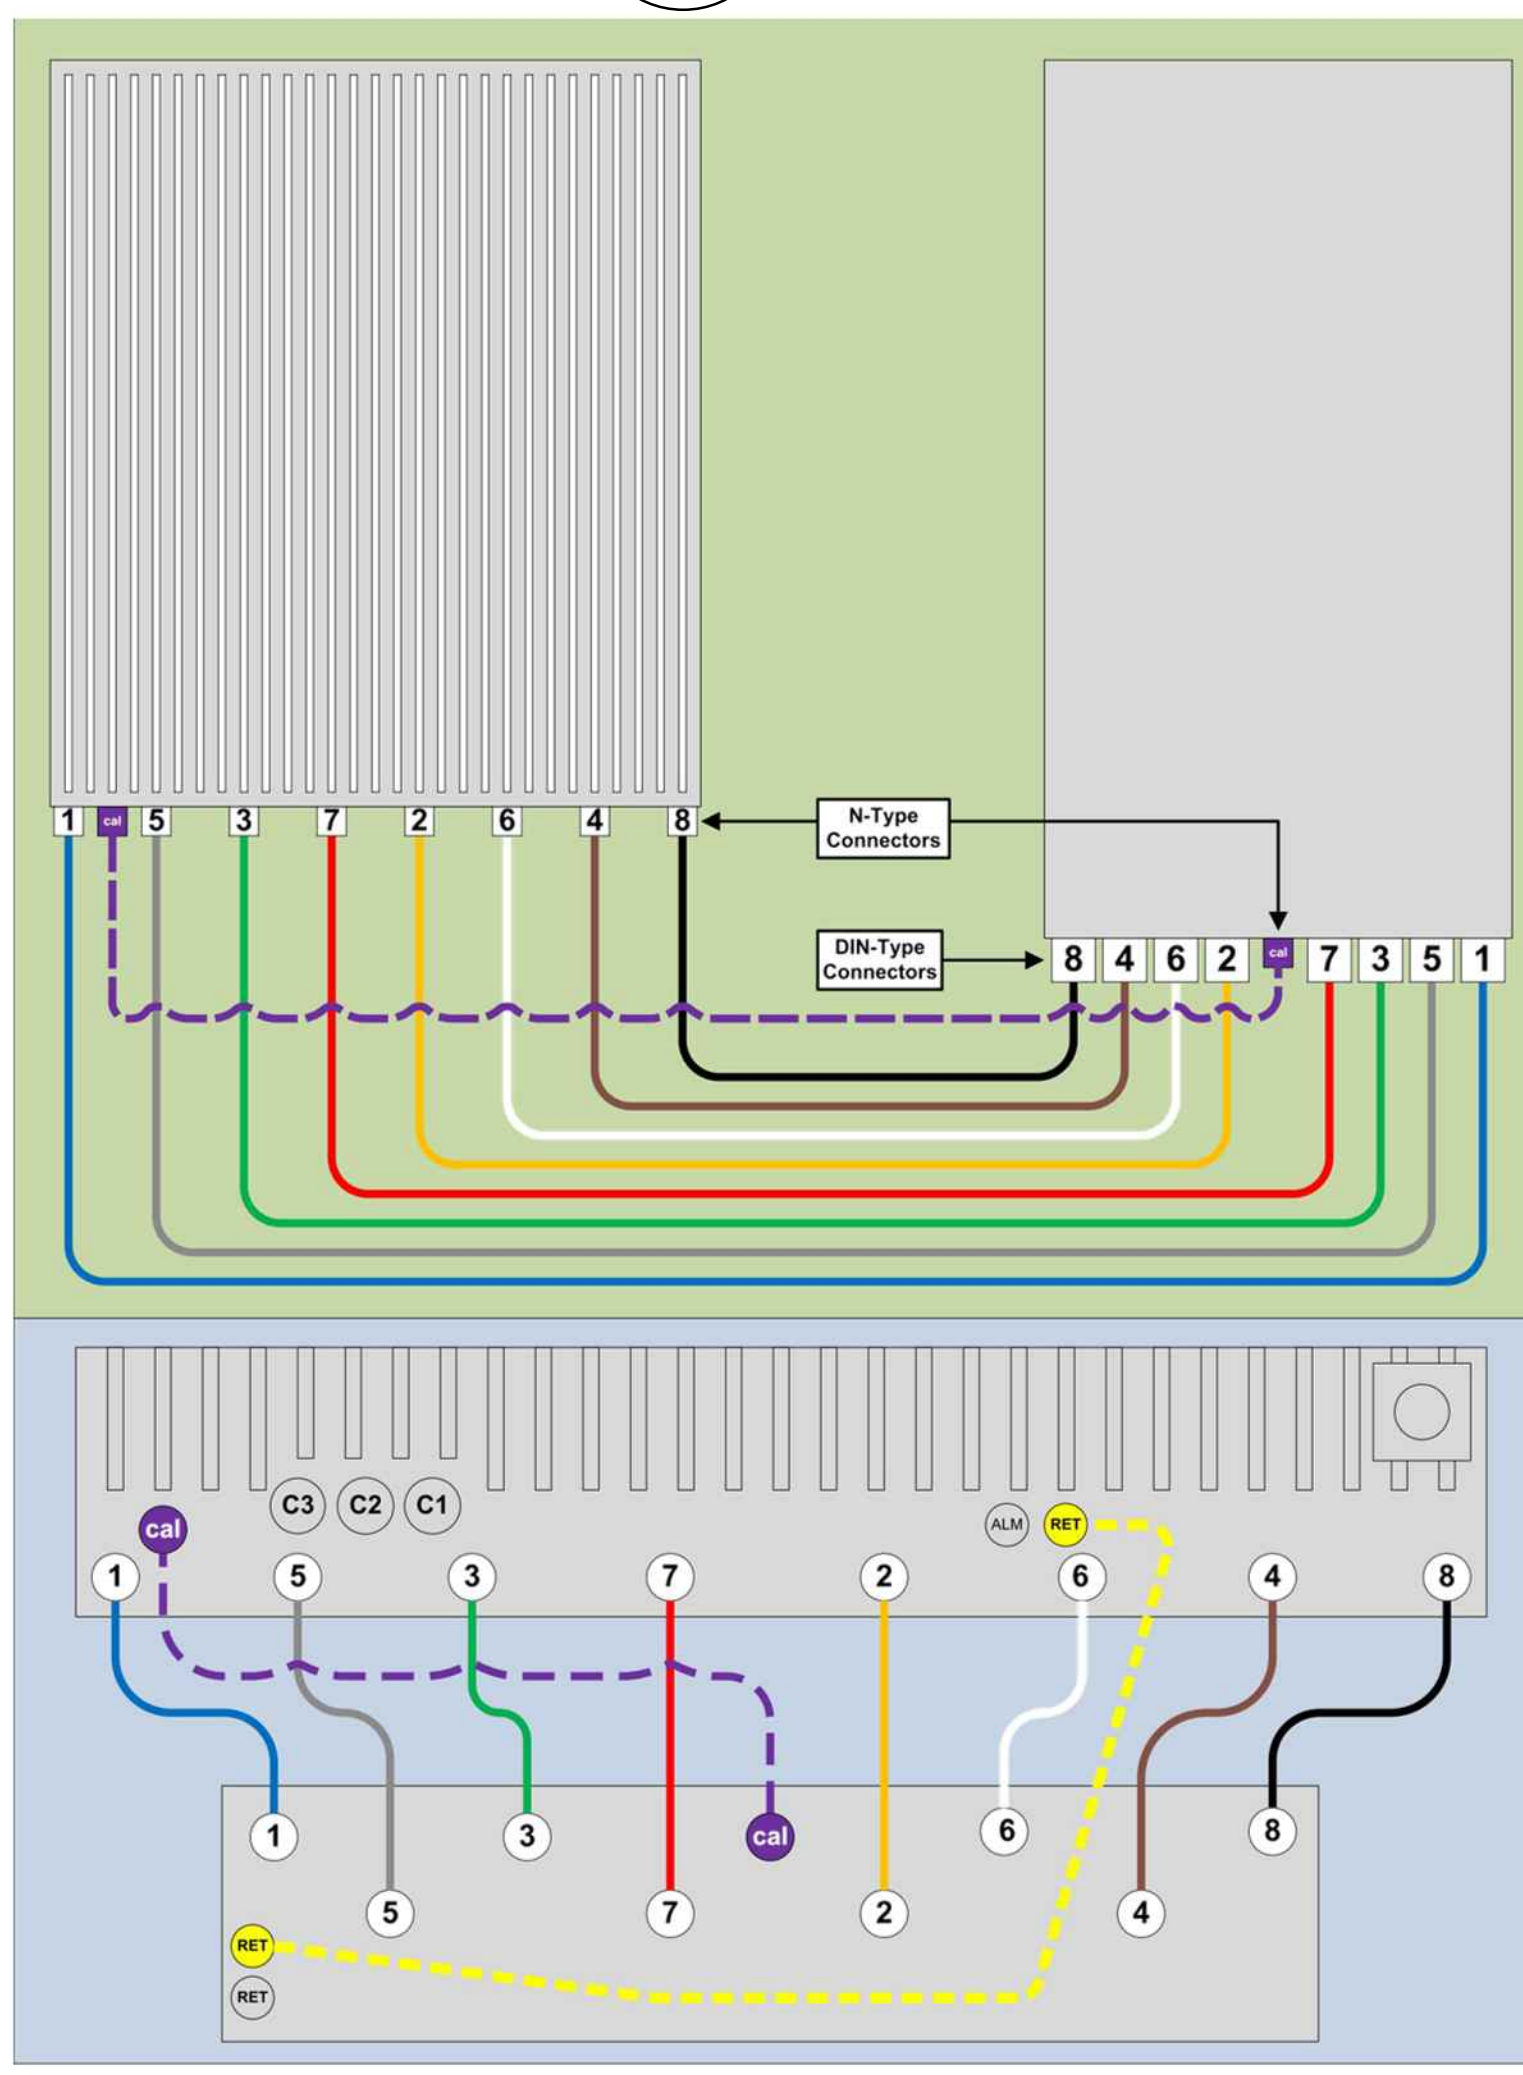 1 cal 5 3 7 2 6 4 8
N-Type
Connectors
DIN-Type
Connectors
8 4 6 2 cal 7 3 5 1
C3 C2 C1
cal
ALM RET
1 5 3 7 2 6 4 8
1 3 cal 6 8
5 7 2 4
RET
RET